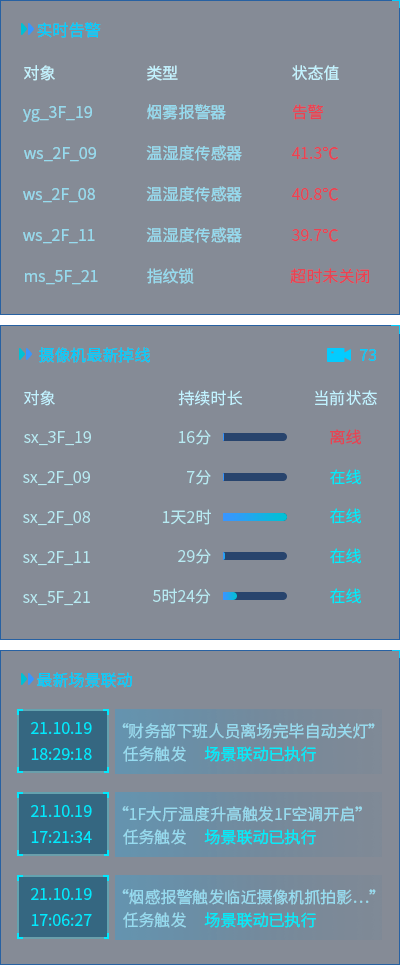 实时告警
对象 类型 状态值
yg_3F_19 烟雾报警器 告警
ws_2F_09 温湿度传感器 41.3℃
ws_2F_08 温湿度传感器 40.8℃
ws_2F_11 温湿度传感器 39.7℃
ms_5F_21 指纹锁 超时未关闭
摄像机最新掉线 73
对象 持续时长 当前状态
sx_3F_19 16分 离线
sx_2F_09 7分 在线
sx_2F_08 1天2时 在线
sx_2F_11 29分 在线
sx_5F_21 5时24分 在线
最新场景联动
21.10.19 “财务部下班人员离场完毕自动关灯”
18:29:18 任务触发 场景联动已执行
21.10.19 “1F大厅温度升高触发1F空调开启”
17:21:34 任务触发 场景联动已执行
21.10.19 “烟感报警触发临近摄像机抓拍影…”
17:06:27 任务触发 场景联动已执行